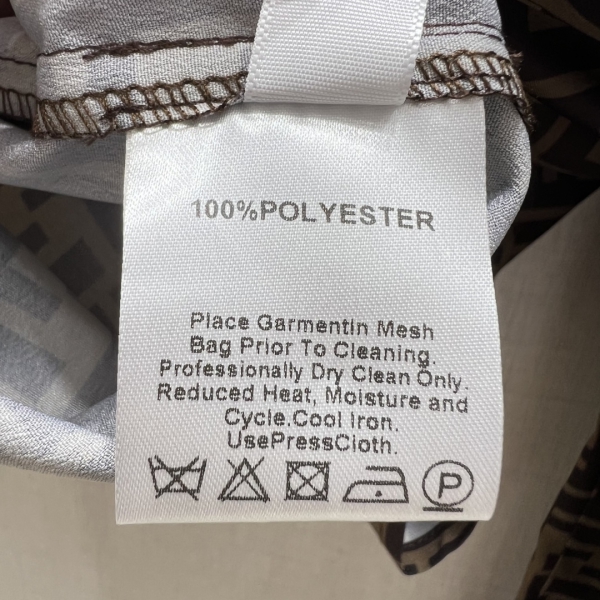 100%POLYESTER
Place Garmentin Mesh
Bag Prior To Cleaning.
Professionally Dry Clean Only.
Reduced Heat, Moisture and
Cycle.Cool Iron.
UsePressCloth.
P